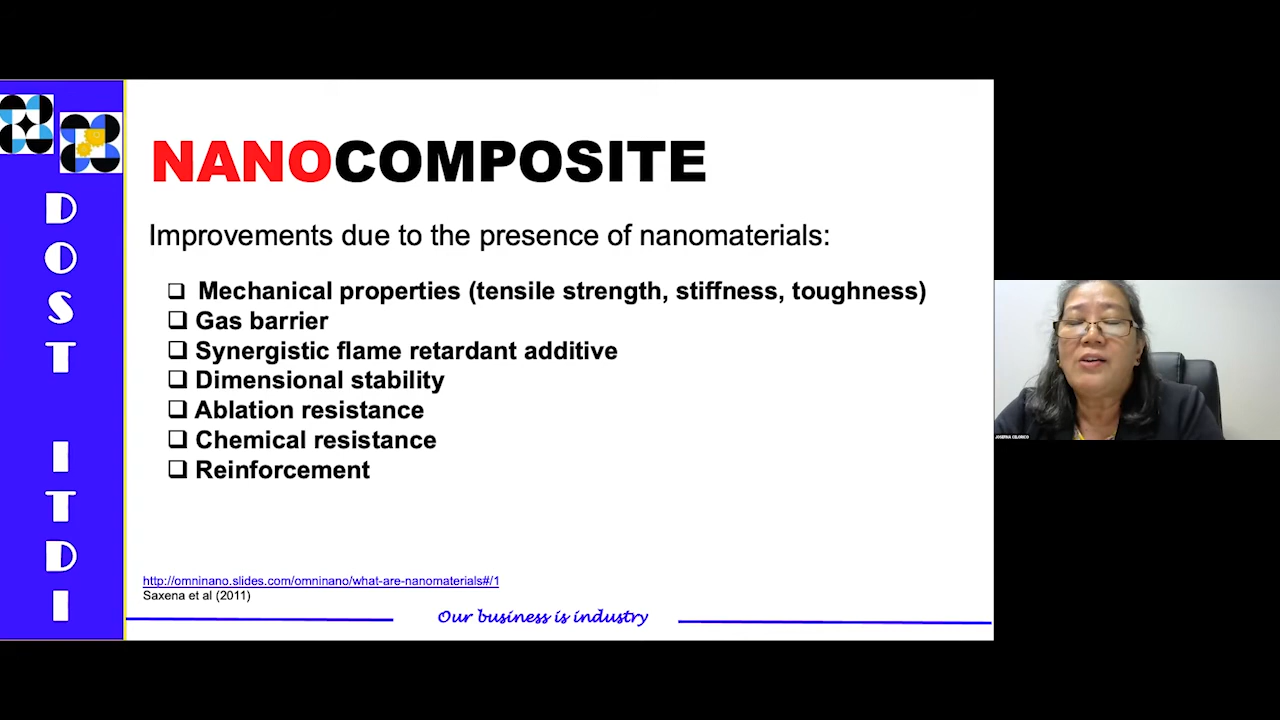 DOST ITDI
NANOCOMPOSITE
Improvements due to the presence of nanomaterials:
Mechanical properties (tensile strength, stiffness, toughness)
Gas barrier
Synergistic flame retardant additive
Dimensional stability
Ablation resistance
Chemical resistance
Reinforcement
http://omninano.slides.com/omninano/what-are-nanomaterials#/1
Saxena et al (2011)
Our business is industry